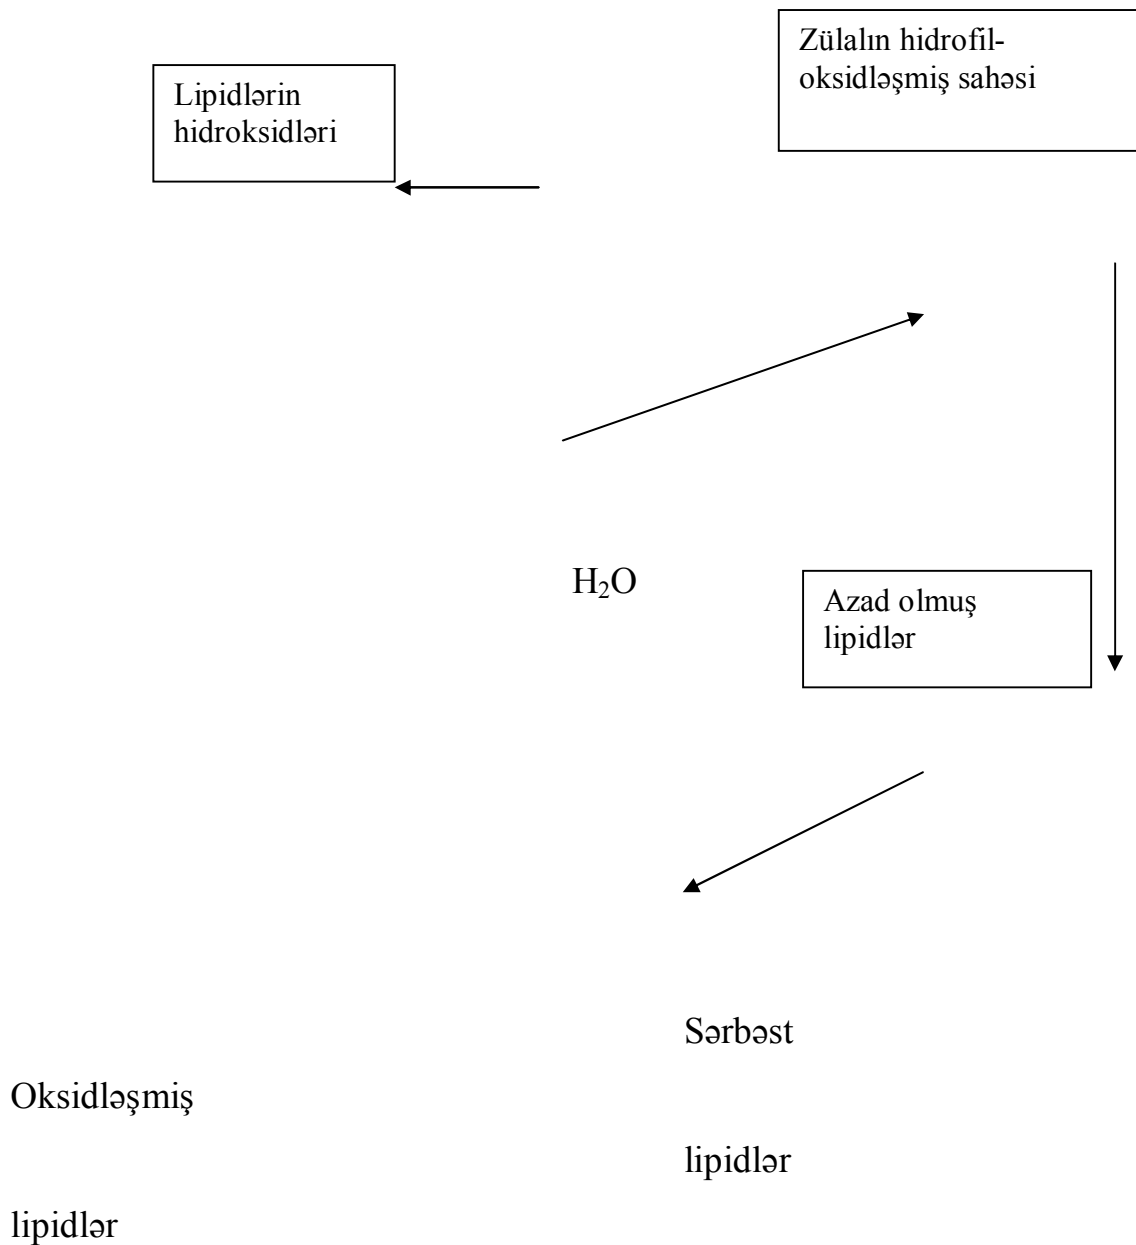 Zülalın hidrofil-
oksidləşmiş sahəsi
Lipidlərin
hidroksidləri
H₂O
Azad olmuş
lipidlər
Sərbəst
Oksidləşmiş
lipidlər
lipidlər